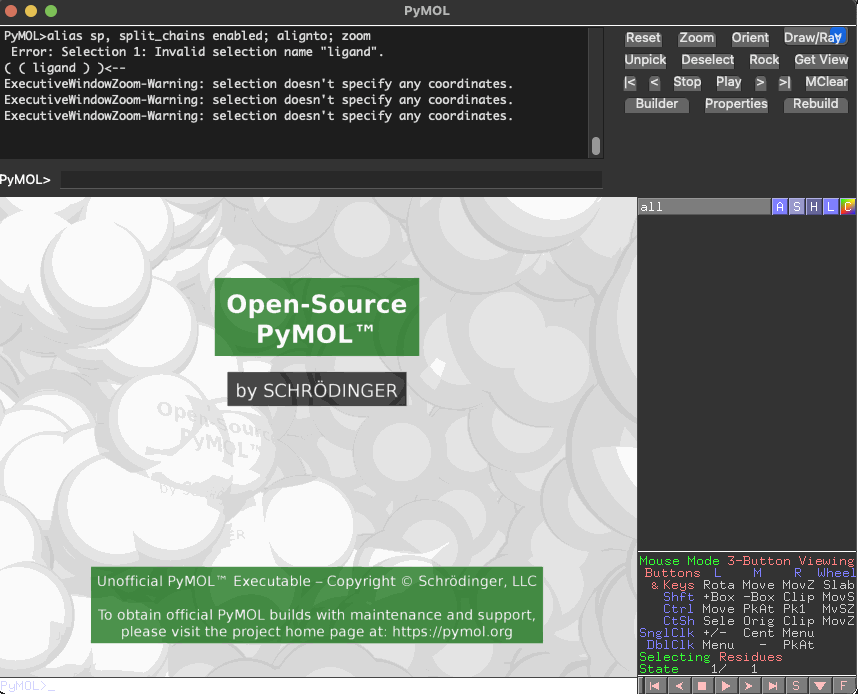 PyMOL
PyMOL>alias sp, split_chains enabled; alignto; zoom
Error: Selection 1: Invalid selection name "ligand".
( ( ligand ) )<--
ExecutiveWindowZoom-Warning: selection doesn't specify any coordinates.
ExecutiveWindowZoom-Warning: selection doesn't specify any coordinates.
ExecutiveWindowZoom-Warning: selection doesn't specify any coordinates.
PyMOL>
Reset Zoom Orient Draw/Ray
Unpick Deselect Rock Get View
|< < Stop Play > >| MClear
Builder Properties Rebuild
all A S H L C
Open-Source
PyMOL™
by SCHRÖDINGER
Open-Source
PyMOL™
Unofficial PyMOL™ Executable – Copyright © Schrödinger, LLC
To obtain official PyMOL builds with maintenance and support,
please visit the project home page at: https://pymol.org
Mouse Mode 3-Button Viewing
Buttons L M R Wheel
& Keys Rota Move MovZ Slab
Shft +Box -Box Clip MovS
Ctrl Move PkAt Pk1 MvSZ
CtSh Sele Orig Clip MovZ
SnglClk +/- Cent Menu
DblClk Menu - PkAt
Selecting Residues
State 1/ 1
S F
PyMOL>_